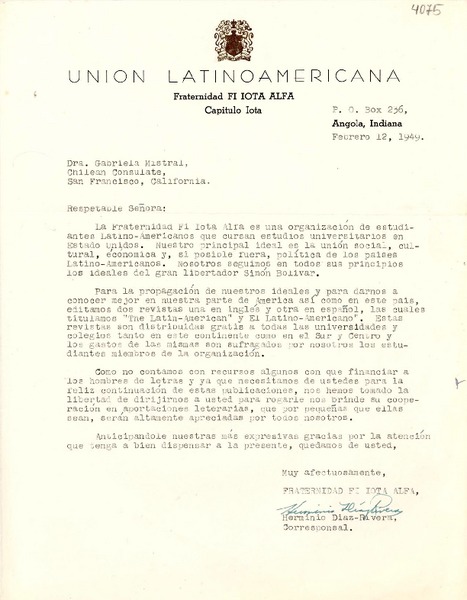 4075
UNION LATINOAMERICANA
Fraternidad FI IOTA ALFA
Capítulo Iota
P. O. Box 236,
Angola, Indiana
Febrero 12, 1949.
Dra. Gabriela Mistral,
Chilean Consulate,
San Francisco, California.
Respetable Señora:
La Fraternidad Fi Iota Alfa es una organización de estudi-
antes Latino-Americanos que cursan estudios universitarios en
Estado Unidos. Nuestro principal ideal es la unión social, cul-
tural, económica y, si posible fuera, política de los países
Latino-Americanos. Nosotros seguimos en todos sus principios
los ideales del gran libertador Simón Bolívar.
Para la propagación de nuestros ideales y para darnos a
conocer mejor en nuestra parte de America así como en este país,
editamos dos revistas una en inglés y otra en español, las cuales
titulamos "The Latin-American" y El Latino-Americano". Estas
revistas son distribuídas gratis a todas las universidades y
colegios tanto en este continente como en el Sur y Centro y
los gastos de las mismas son sufragados por nosotros los estu-
diantes miembros de la organización.
Como no contamos con recursos algunos con que financiar a
los hombres de letras y ya que necesitamos de ustedes para la
feliz continuación de estas publicaciones, nos hemos tomado la
libertad de dirijirnos a usted para rogarle nos brinde su coope-
ración en aportaciones leterarias, que por pequeñas que ellas
sean, serán altamente apreciadas por todos nosotros.
Anticipandole nuestras más expresivas gracias por la atención
que tenga a bien dispensar a la presente, quedamos de usted,
Muy afectuosamente,
FRATERNIDAD FI IOTA ALFA,
Herminio Díaz Rivera
Herminio Diaz-Rivera,
Corresponsal.